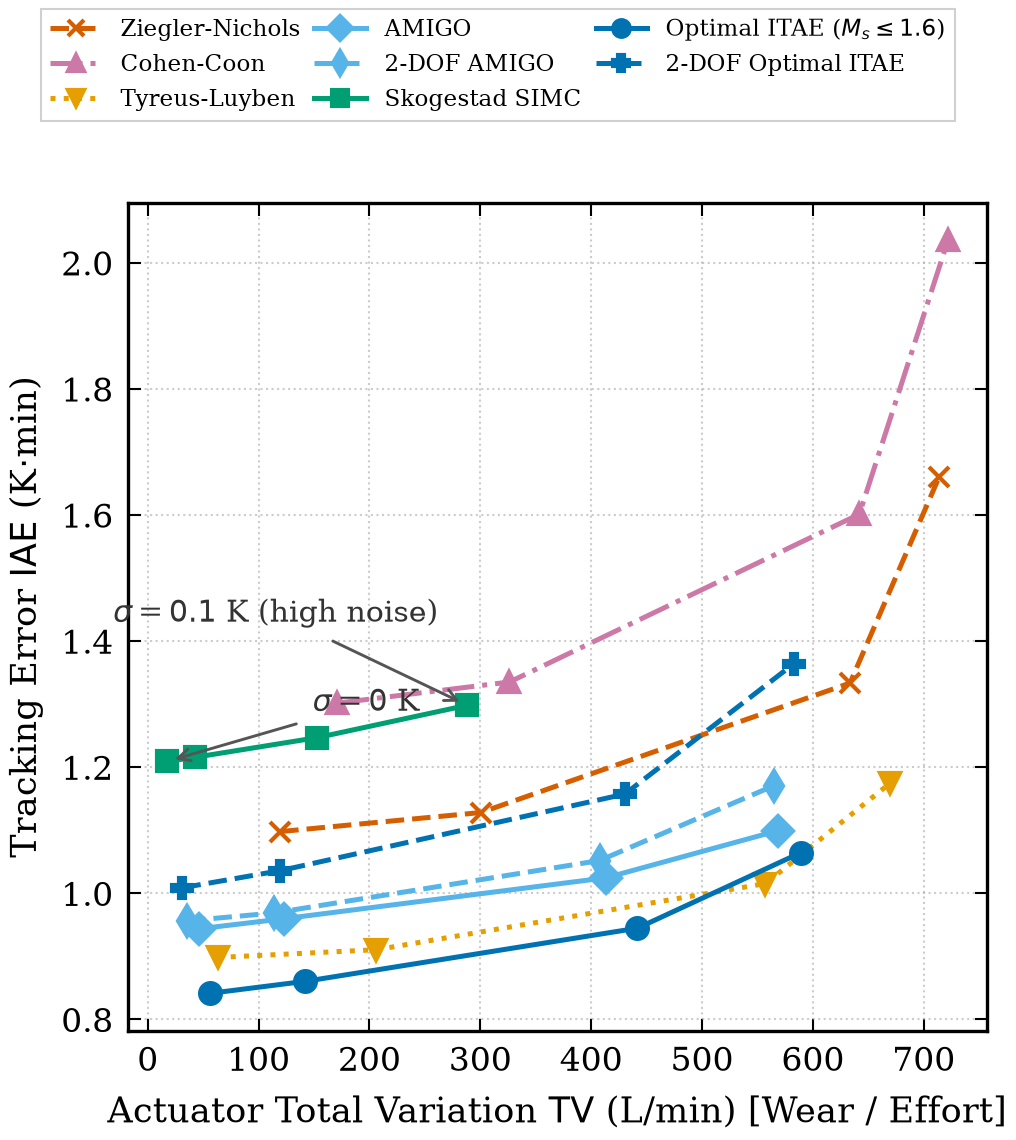 Ziegler-Nichols
Cohen-Coon
Tyreus-Luyben
AMIGO
2-DOF AMIGO
Skogestad SIMC
Optimal ITAE (Mₛ ≤ 1.6)
2-DOF Optimal ITAE
Tracking Error IAE (K·min)
2.0
1.8
1.6
1.4
1.2
1.0
0.8
σ = 0.1 K (high noise)
σ = 0 K
0 100 200 300 400 500 600 700
Actuator Total Variation TV (L/min) [Wear / Effort]